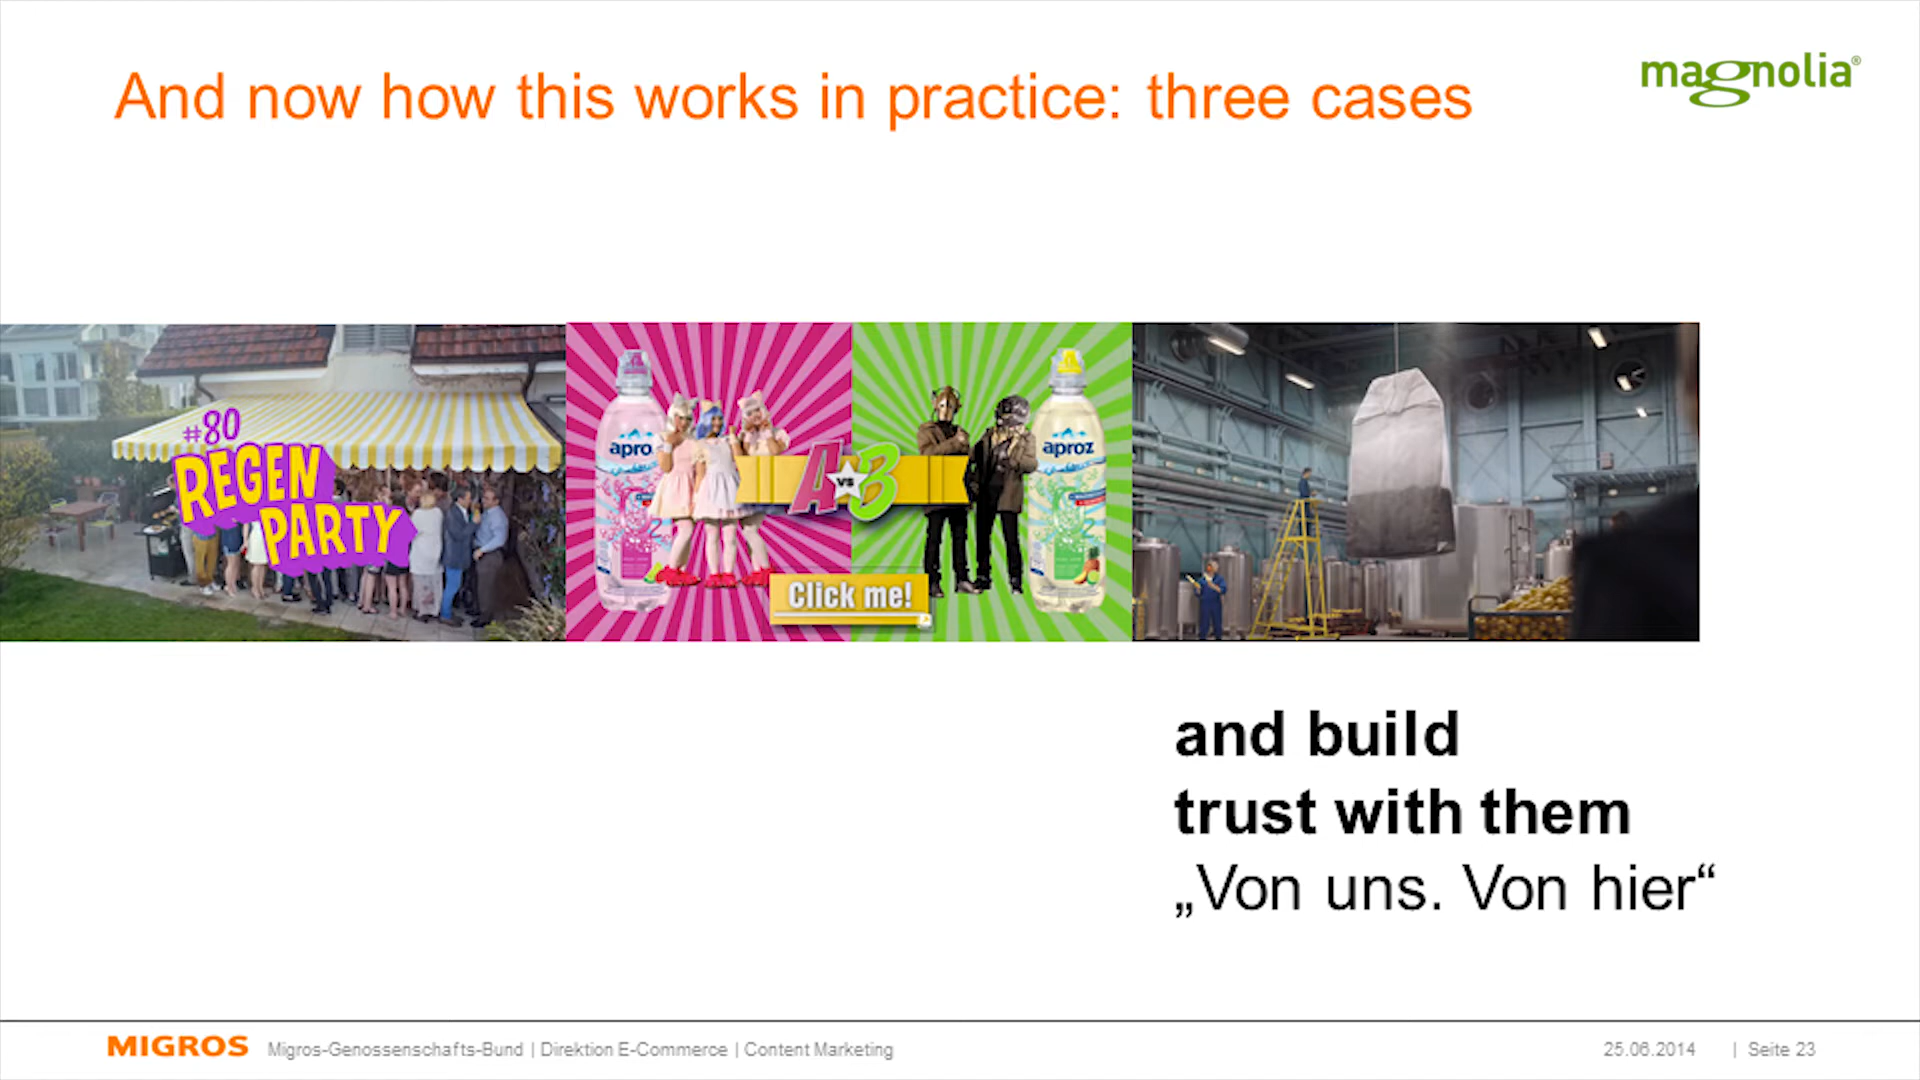 And now how this works in practice: three cases
magnolia®
#80
REGEN
PARTY
aproz
A vs B
aproz
Click me!
and build
trust with them
„Von uns. Von hier“
MIGROS Migros-Genossenschafts-Bund | Direktion E-Commerce | Content Marketing
25.06.2014 | Seite 23